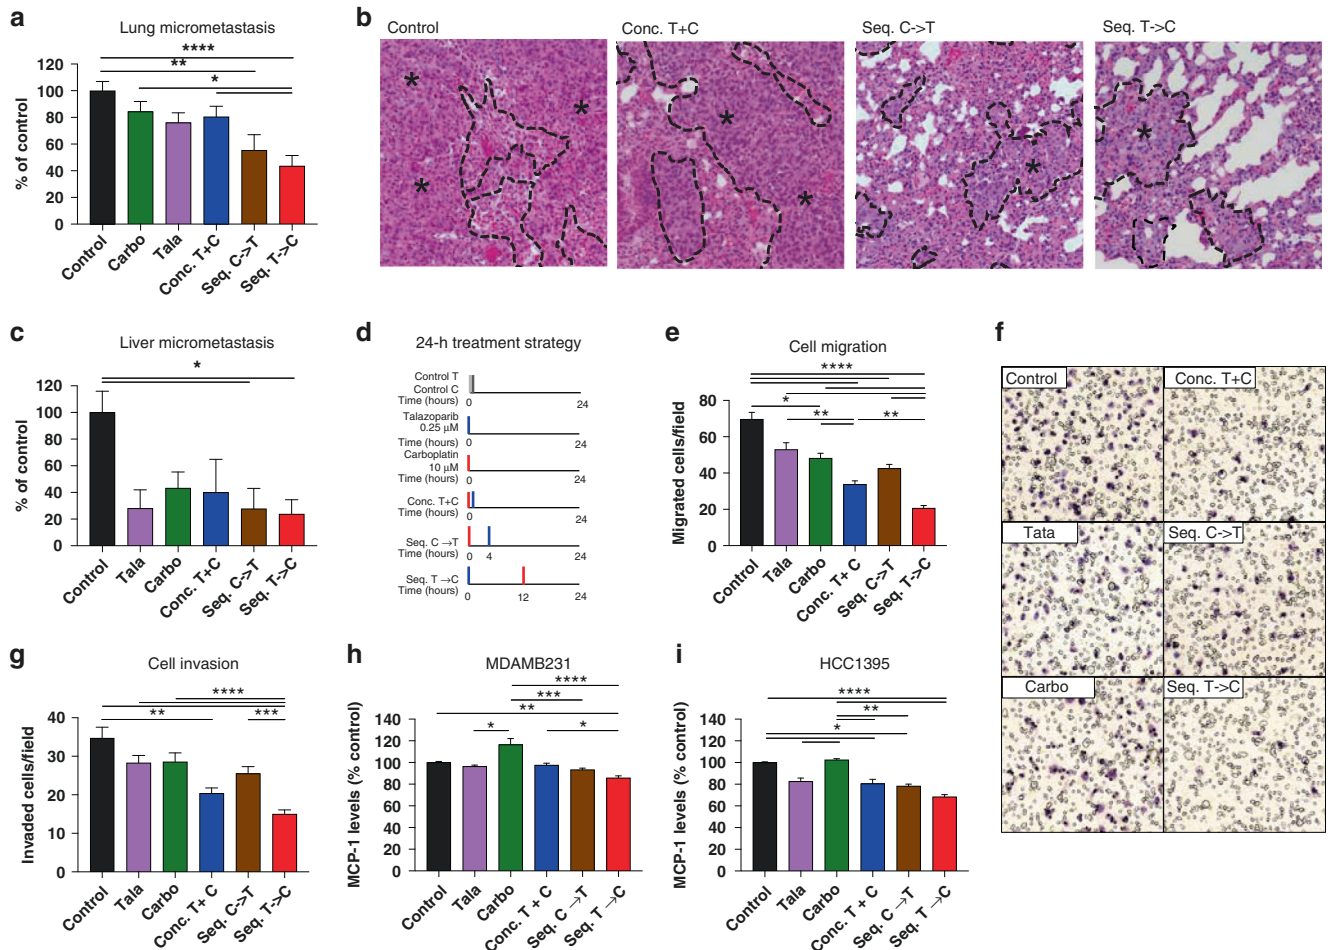 a
Lung micrometastasis
****
**
*
120
100
80
60
40
20
0
% of control
Control
Carbo
Tala
Conc. T+C
Seq. C->T
Seq. T->C
b
Control
Conc. T+C
Seq. C->T
Seq. T->C
* * *
* *
*
*
c
Liver micrometastasis
*
120
100
80
60
40
20
0
% of control
Control
Tala
Carbo
Conc. T+C
Seq. C->T
Seq. T->C
d
24-h treatment strategy
Control T
Control C
Time (hours) 0 24
Talazoparib
0.25 μM
Time (hours) 0 24
Carboplatin
10 μM
Time (hours) 0 24
Conc. T+C
Time (hours) 0 24
Seq. C →T
Time (hours) 0 4 24
Seq. T →C
Time (hours) 0 12 24
e
Cell migration
****
*
** **
80
60
40
20
0
Migrated cells/field
Control
Tala
Carbo
Conc. T+C
Seq. C->T
Seq. T->C
f
Control
Conc. T+C
Tata
Seq. C->T
Carbo
Seq. T->C
g
Cell invasion
****
** ***
40
30
20
10
0
Invaded cells/field
Control
Tala
Carbo
Conc. T+ C
Seq. C->T
Seq. T->C
h
MDAMB231
****
***
**
* *
140
120
100
80
60
40
20
0
MCP-1 levels (% control)
Control
Tala
Carbo
Conc. T + C
Seq. C →T
Seq. T →C
i
HCC1395
****
**
*
140
120
100
80
60
40
20
0
MCP-1 levels (% control)
Control
Tala
Carbo
Conc. T + C
Seq. C →T
Seq. T →C